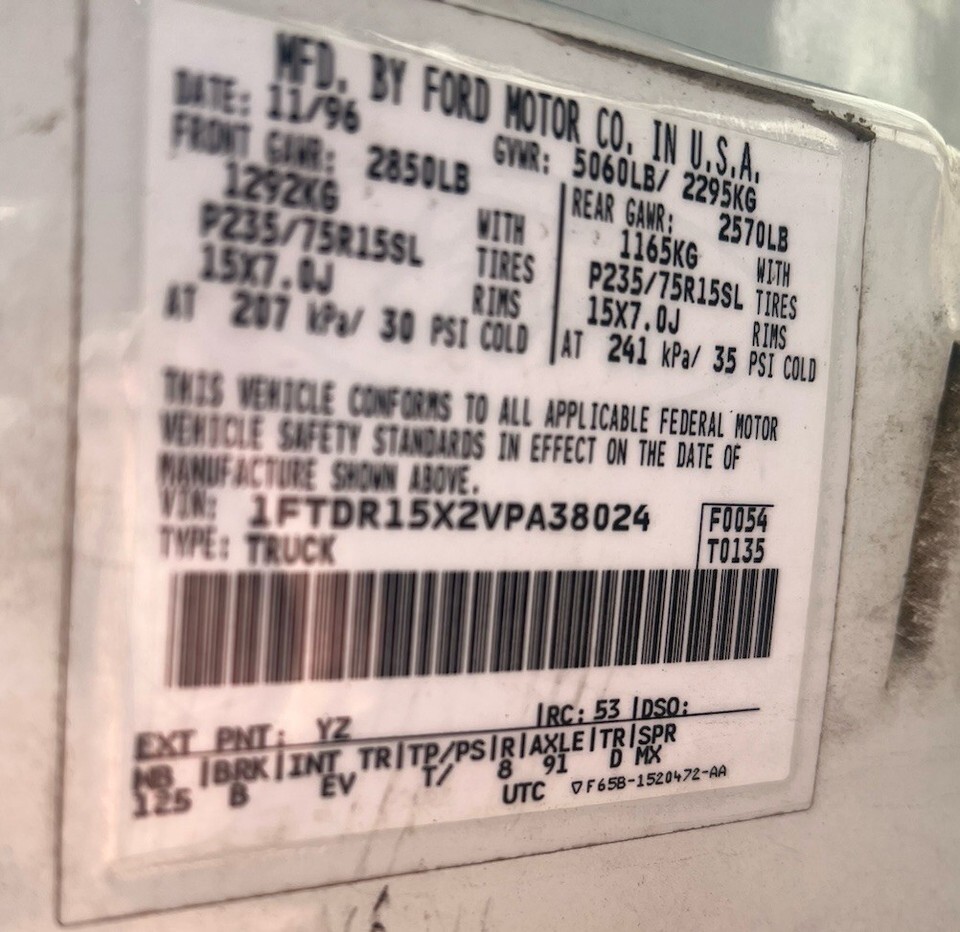 MFD. BY FORD MOTOR CO. IN U.S.A.
DATE: 11/96 GVWR: 5060LB/ 2295KG
FRONT GAWR: 2850LB
1292KG WITH
P235/75R15SL TIRES
15X7.0J RIMS
AT 207 kPa/ 30 PSI COLD
REAR GAWR: 2570LB
1165KG WITH
P235/75R15SL TIRES
15X7.0J RIMS
AT 241 kPa/ 35 PSI COLD
THIS VEHICLE CONFORMS TO ALL APPLICABLE FEDERAL MOTOR
VEHICLE SAFETY STANDARDS IN EFFECT ON THE DATE OF
MANUFACTURE SHOWN ABOVE.
VIN: 1FTDR15X2VPA38024
TYPE: TRUCK
F0054
T0135
EXT PNT: YZ |RC: 53 |DSO:
WB |BRK|INT TR|TP/PS|R|AXLE|TR|SPR
125 B EV T/ 8 91 D MX
UTC ▽F65B-1520472-AA